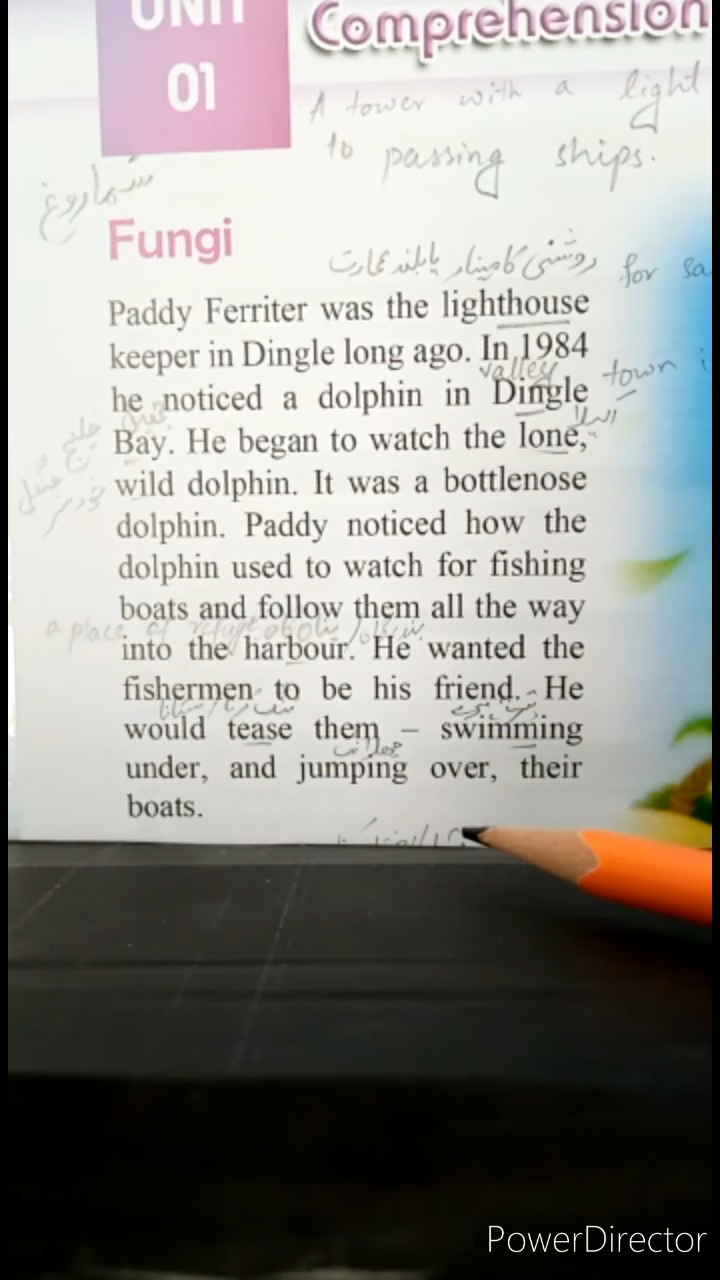 UNIT
01
Comprehension
A tower with a light
to passing ships.
شماروغ
Fungi
روشنی کا مینار یا بلند عمارت
for sa
Paddy Ferriter was the lighthouse
keeper in Dingle long ago. In 1984
valley
town i
he noticed a dolphin in Dingle
Bay. He began to watch the lone,
خلیج
wild dolphin. It was a bottlenose
dolphin. Paddy noticed how the
dolphin used to watch for fishing
boats and follow them all the way
a place of
into the harbour. He wanted the
fishermen to be his friend. He
would tease them – swimming
under, and jumping over, their
boats.
PowerDirector